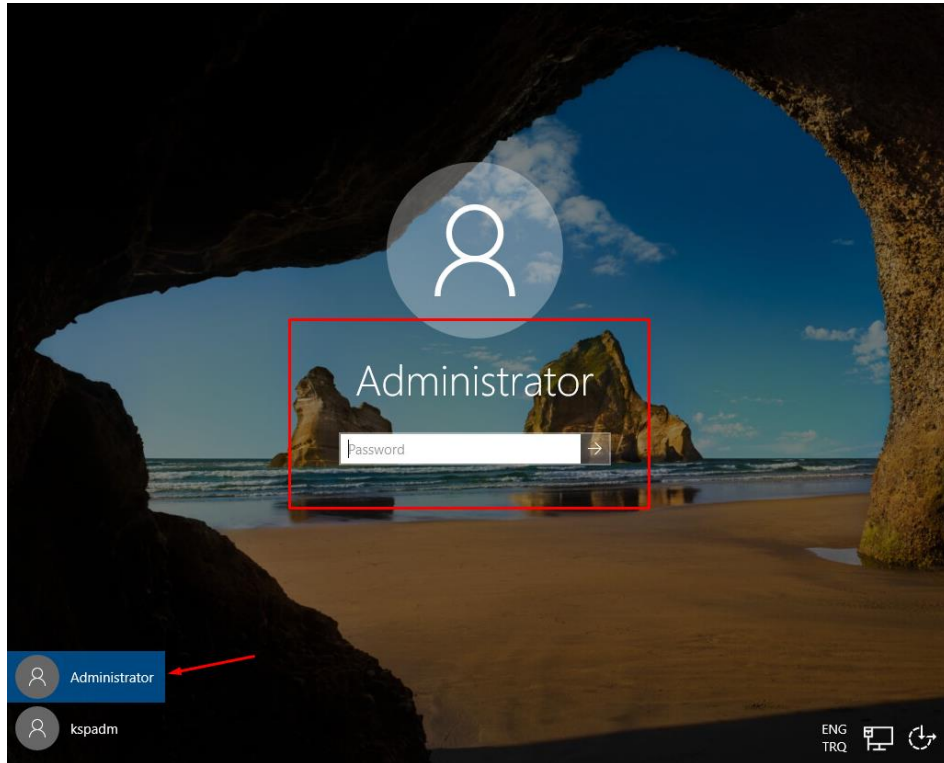 Administrator
Password
Administrator
kspadm
ENG
TRQ